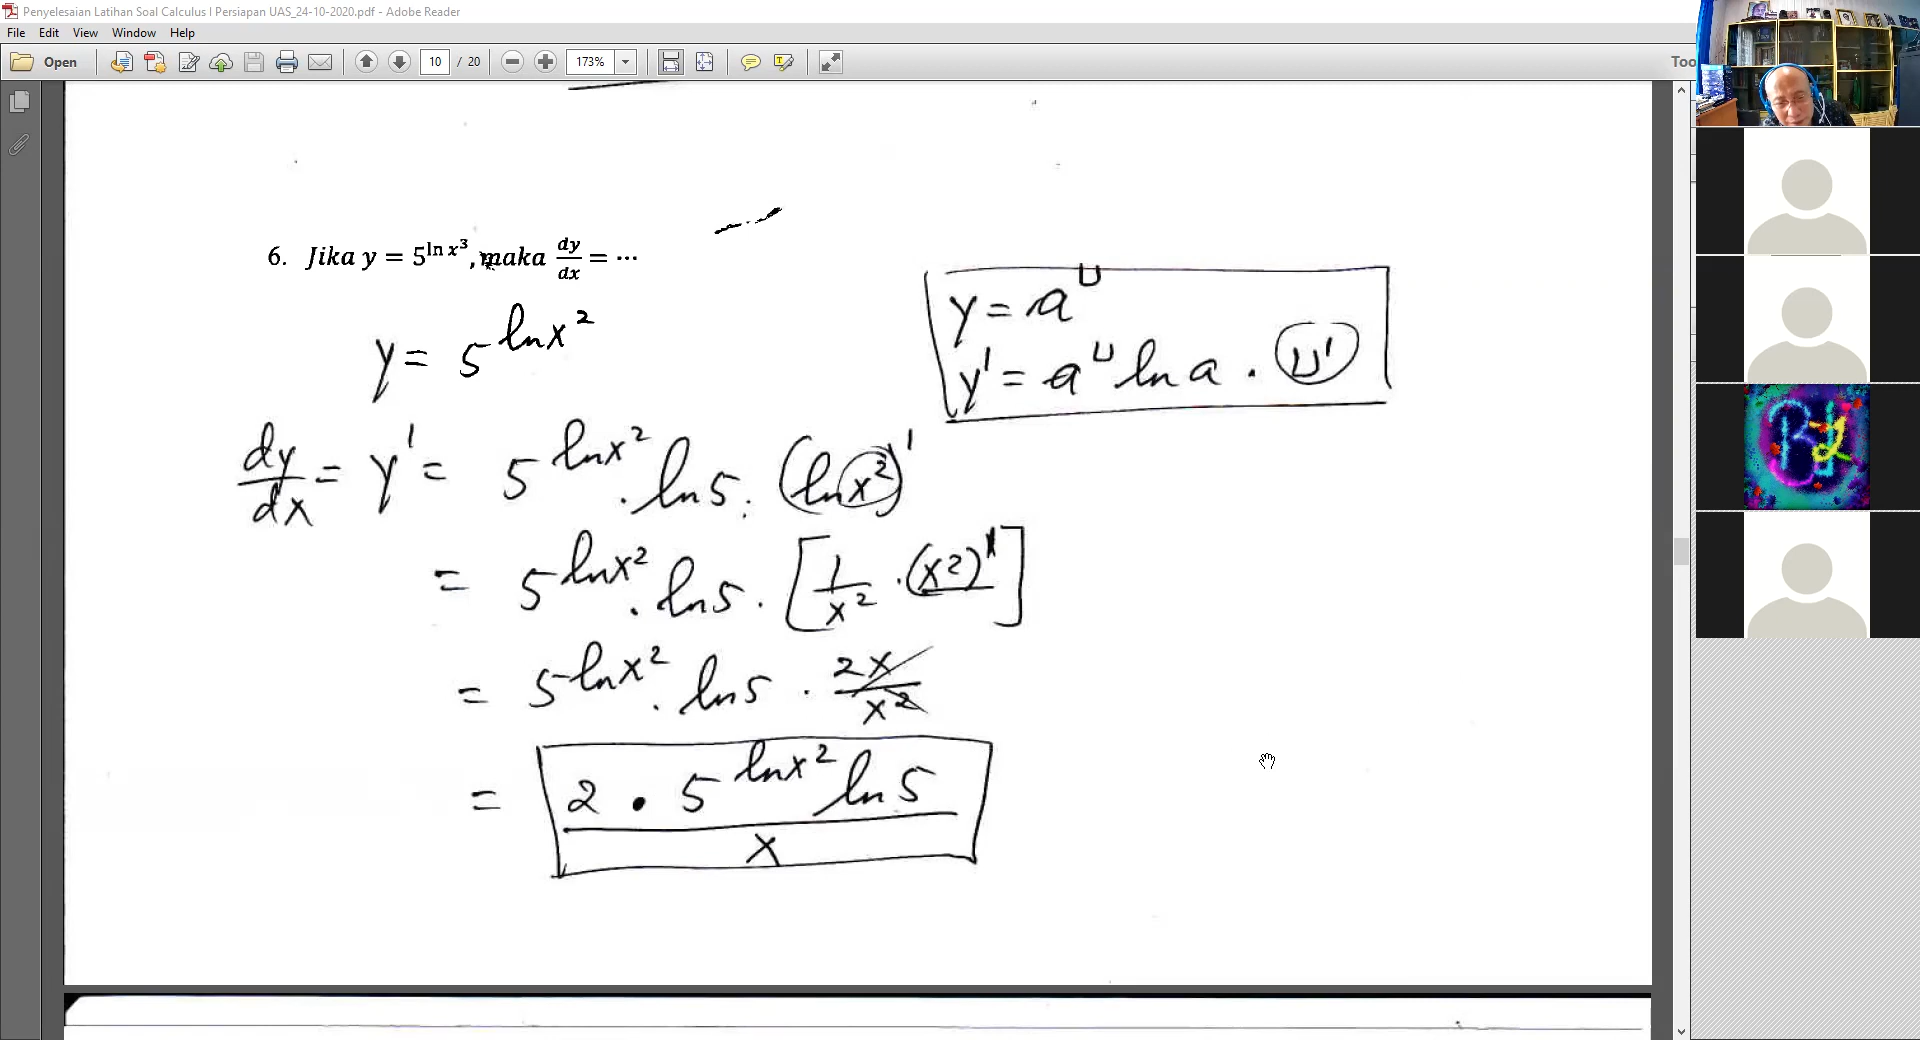 Penyelesaian Latihan Soal Calculus I Persiapan UAS_24-10-2020.pdf - Adobe Reader
File Edit View Window Help
Open 10 / 20 173% Too
6. Jika y = 5^{ln x^3}, maka dy/dx = ⋯
y = a^U
y' = a^U ln a . U'
y = 5^{ln x^2}
dy/dx = y' = 5^{ln x^2} . ln 5 . (ln x^2)'
= 5^{ln x^2} . ln 5 . [1/x^2 . (x^2)']
= 5^{ln x^2} . ln 5 . 2x/x^2
= 2 • 5^{ln x^2} ln 5 / x